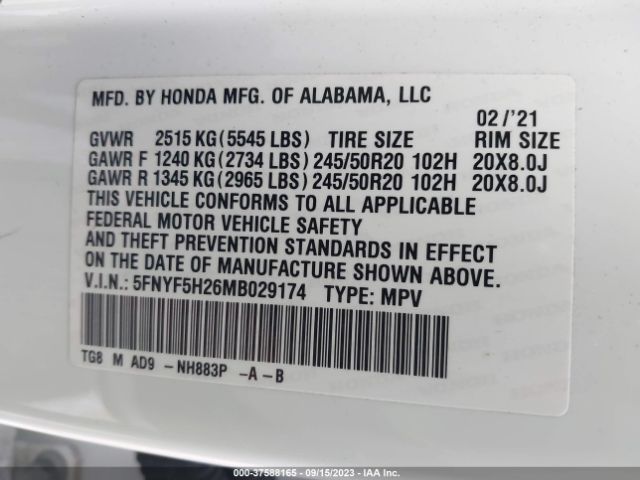 MFD. BY HONDA MFG. OF ALABAMA, LLC
02 /'21
GVWR 2515 KG (5545 LBS) TIRE SIZE RIM SIZE
GAWR F 1240 KG (2734 LBS) 245/50R20 102H 20X8.0J
GAWR R 1345 KG (2965 LBS) 245/50R20 102H 20X8.0J
THIS VEHICLE CONFORMS TO ALL APPLICABLE
FEDERAL MOTOR VEHICLE SAFETY
AND THEFT PREVENTION STANDARDS IN EFFECT
ON THE DATE OF MANUFACTURE SHOWN ABOVE.
V.I.N.: 5FNYF5H26MB029174 TYPE: MPV
TG8 M AD9 -NH883P -A-B
000-37588165 - 09/15/2023 - IAA Inc.